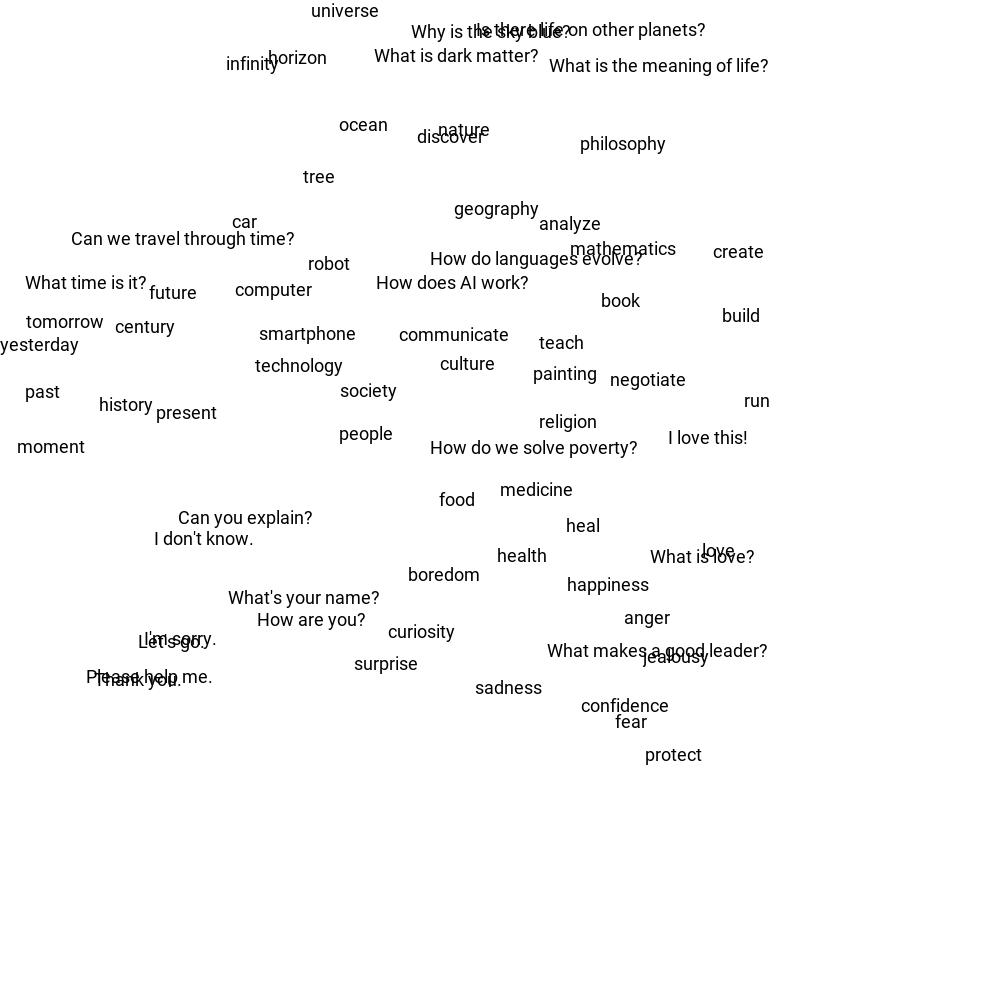 universe
Why is the sky blue?
Is there life on other planets?
horizon
What is dark matter?
infinity
What is the meaning of life?
ocean
nature
discover
philosophy
tree
geography
car
analyze
Can we travel through time?
mathematics
create
How do languages evolve?
robot
What time is it?
future
computer
How does AI work?
book
build
tomorrow
century
smartphone
communicate
yesterday
teach
technology
culture
painting
negotiate
past
society
history
present
run
religion
people
I love this!
moment
How do we solve poverty?
medicine
food
Can you explain?
heal
I don't know.
love
health
What is love?
boredom
happiness
What's your name?
How are you?
anger
curiosity
I'm sorry.
Let's go.
What makes a good leader?
jealousy
surprise
Please help me.
Thank you.
sadness
confidence
fear
protect